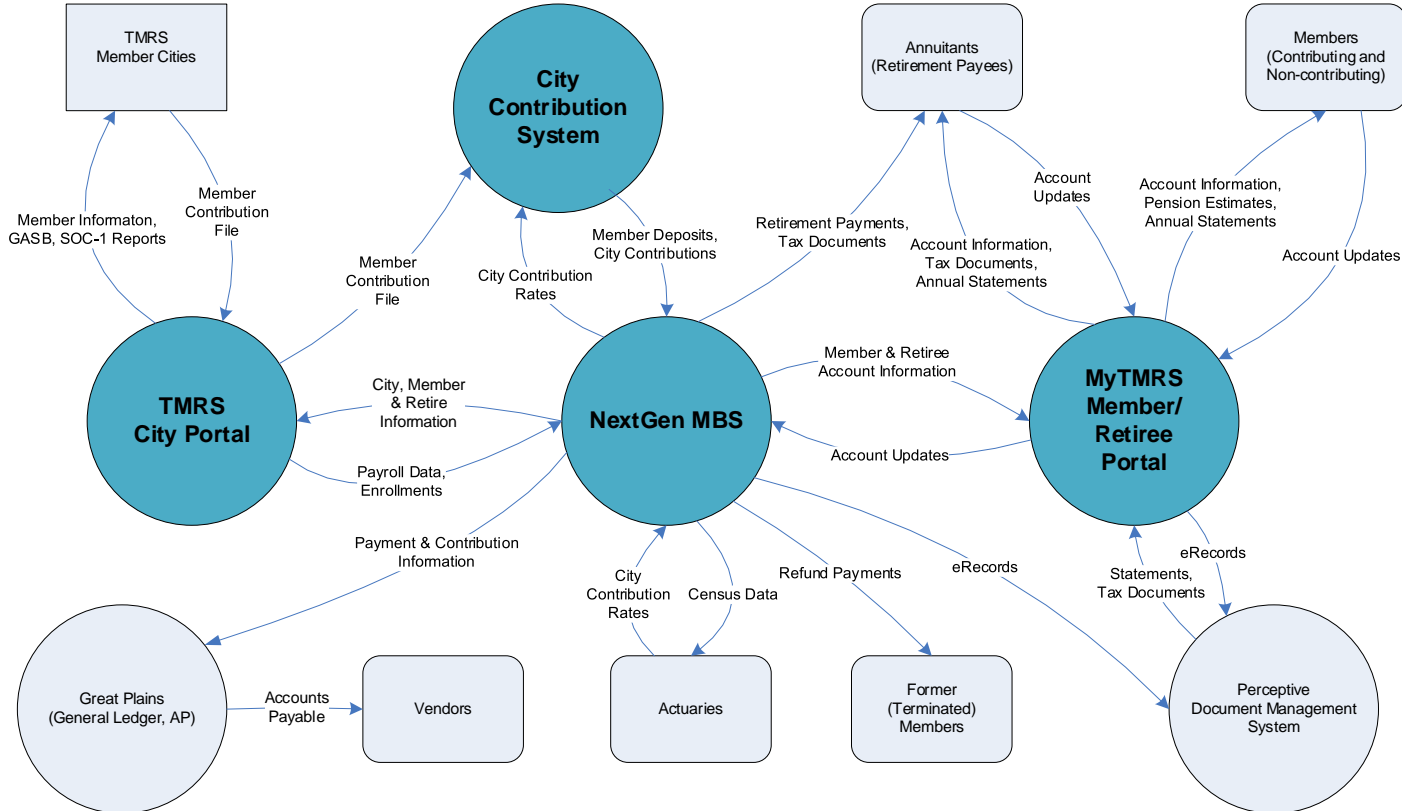 TMRS
Member Cities
City
Contribution
System
Annuitants
(Retirement Payees)
Members
(Contributing and
Non-contributing)
Member Informaton,
GASB, SOC-1 Reports
Member
Contribution
File
Member
Contribution
File
City Contribution
Rates
Member Deposits,
City Contributions
Retirement Payments,
Tax Documents
Account Information,
Tax Documents,
Annual Statements
Account
Updates
Account Information,
Pension Estimates,
Annual Statements
Account Updates
TMRS
City Portal
City, Member
& Retire
Information
Payroll Data,
Enrollments
NextGen MBS
Member & Retiree
Account Information
Account Updates
MyTMRS
Member/
Retiree
Portal
Payment & Contribution
Information
City
Contribution
Rates
Census Data
Refund Payments
eRecords
Statements,
Tax Documents
eRecords
Great Plains
(General Ledger, AP)
Accounts
Payable
Vendors
Actuaries
Former
(Terminated)
Members
Perceptive
Document Management
System